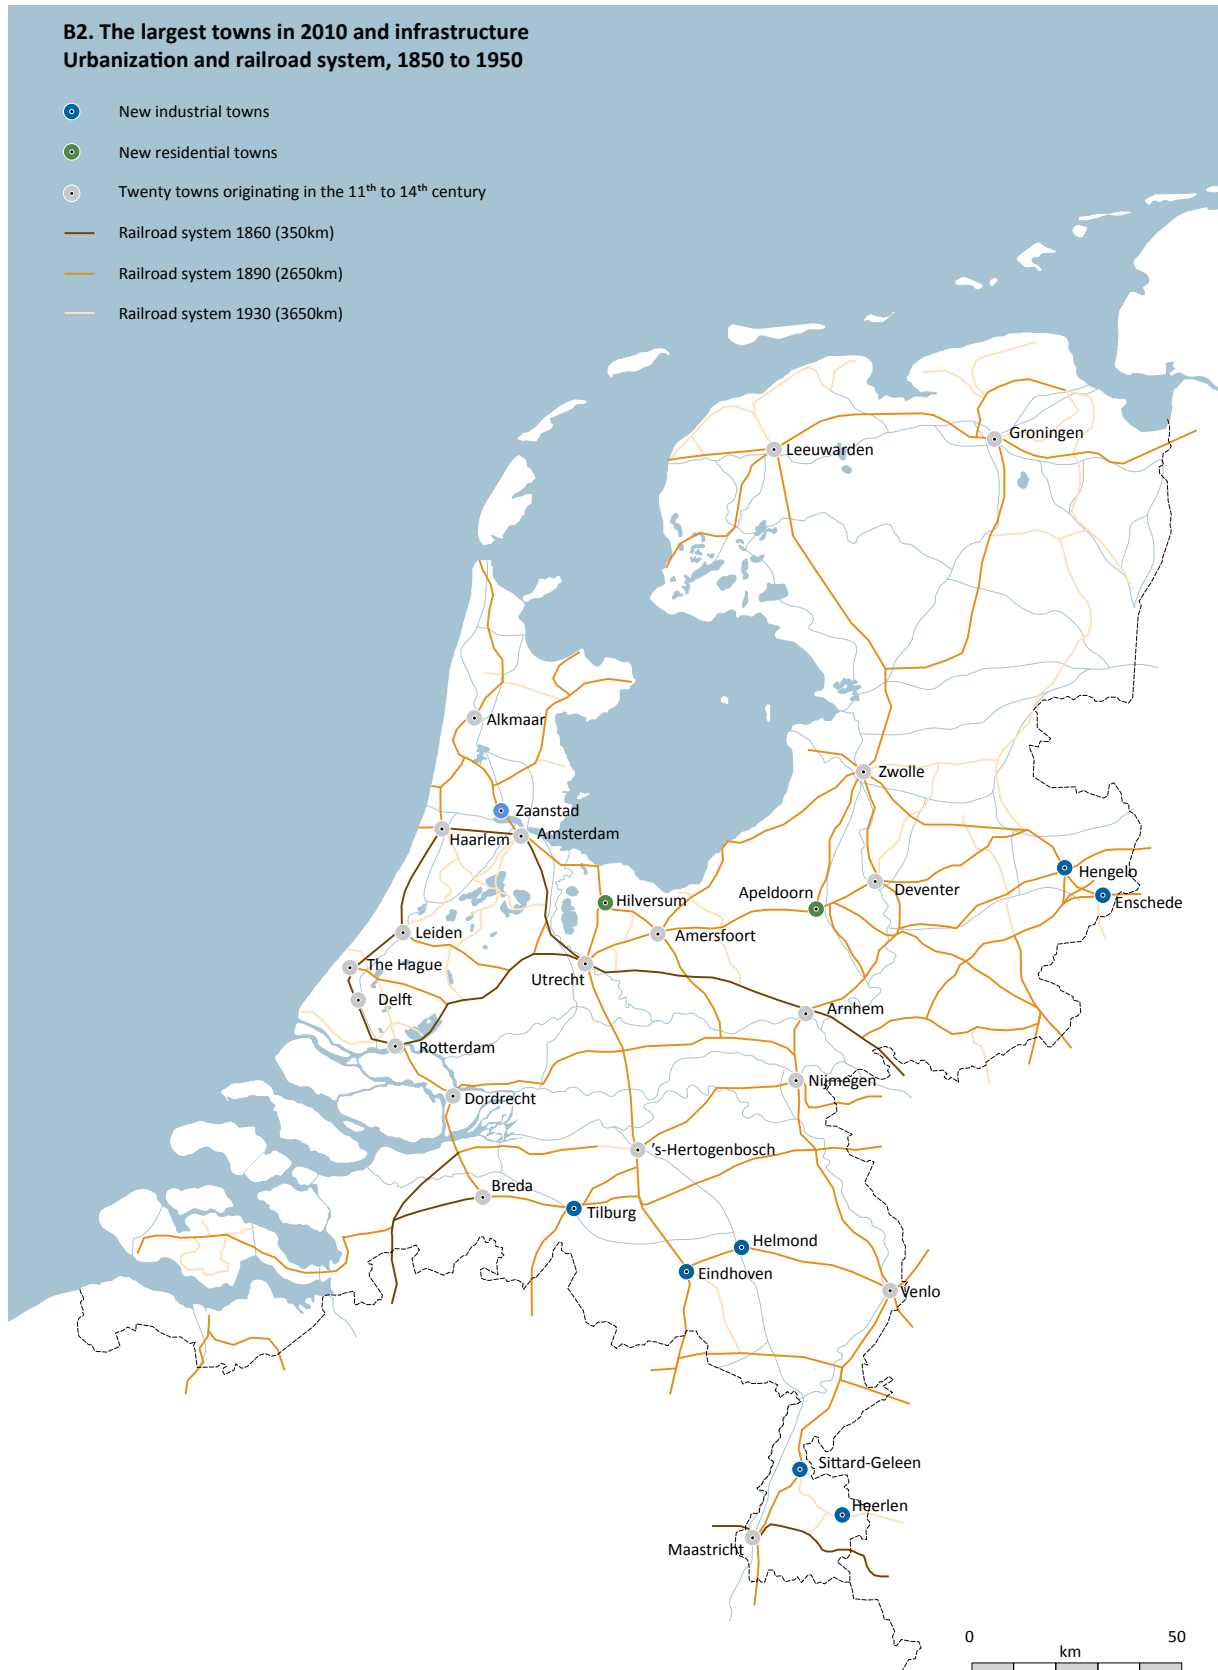 B2. The largest towns in 2010 and infrastructure
Urbanization and railroad system, 1850 to 1950
New industrial towns
New residential towns
Twenty towns originating in the 11th to 14th century
Railroad system 1860 (350km)
Railroad system 1890 (2650km)
Railroad system 1930 (3650km)
Groningen
Leeuwarden
Alkmaar
Zwolle
Zaanstad
Amsterdam
Haarlem
Hengelo
Apeldoorn
Deventer
Hilversum
Enschede
Leiden
Amersfoort
The Hague
Utrecht
Delft
Arnhem
Rotterdam
Nijmegen
Dordrecht
's-Hertogenbosch
Breda
Tilburg
Helmond
Eindhoven
Venlo
Sittard-Geleen
Heerlen
Maastricht
0 50
km